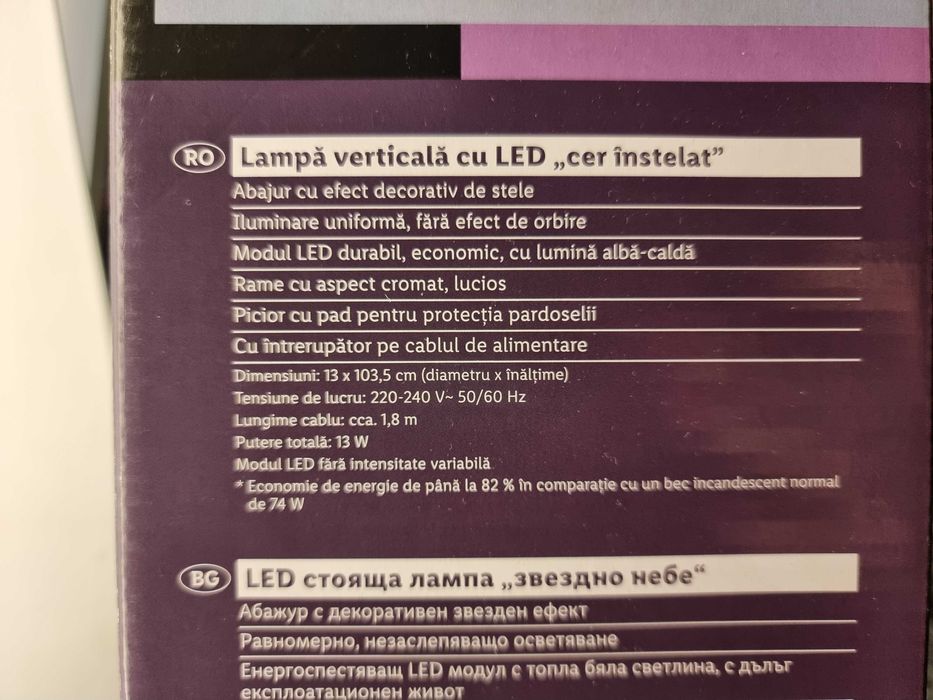 RO Lampă verticală cu LED „cer înstelat”
Abajur cu efect decorativ de stele
Iluminare uniformă, fără efect de orbire
Modul LED durabil, economic, cu lumină albă-caldă
Rame cu aspect cromat, lucios
Picior cu pad pentru protecția pardoselii
Cu întrerupător pe cablul de alimentare
Dimensiuni: 13 x 103,5 cm (diametru x înălțime)
Tensiune de lucru: 220-240 V~ 50/60 Hz
Lungime cablu: cca. 1,8 m
Putere totală: 13 W
Modul LED fără intensitate variabilă
* Economie de energie de până la 82 % în comparație cu un bec incandescent normal
de 74 W
BG LED стояща лампа „звездно небе“
Абажур с декоративен звезден ефект
Равномерно, незаслепяващо осветяване
Енергоспестяващ LED модул с топла бяла светлина, с дълъг
експлоатационен живот